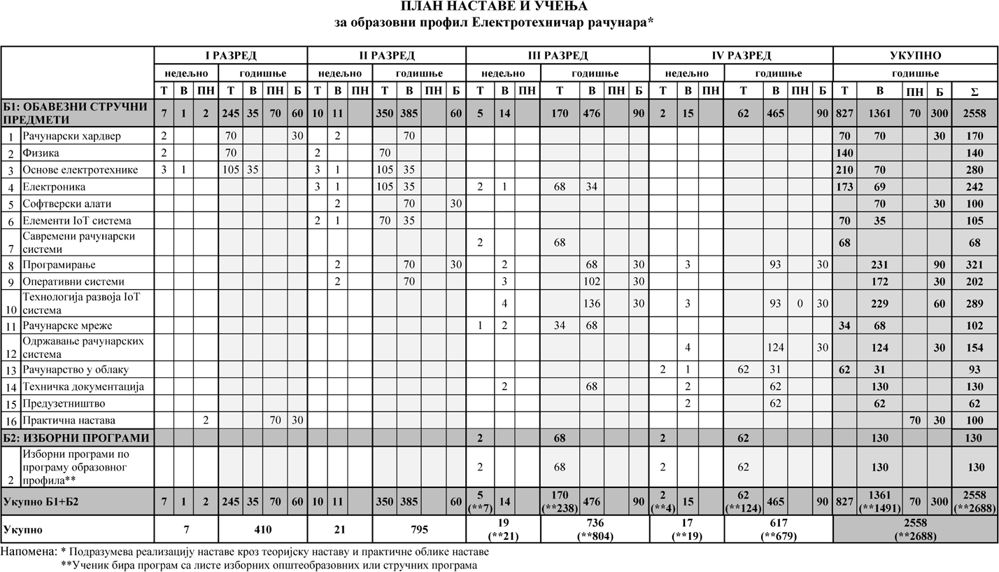 ПЛАН НАСТАВЕ И УЧЕЊА
за образовни профил Електротехничар рачунара*
I РАЗРЕД II РАЗРЕД III РАЗРЕД IV РАЗРЕД УКУПНО
недељно годишње недељно годишње недељно годишње недељно годишње годишње
Т В ПН Т В ПН Б Т В ПН Т В ПН Б Т В ПН Т В ПН Б Т В ПН Т В ПН Б Т В ПН Б Σ
Б1: ОБАВЕЗНИ СТРУЧНИ
ПРЕДМЕТИ 7 1 2 245 35 70 60 10 11 350 385 60 5 14 170 476 90 2 15 62 465 90 827 1361 70 300 2558
1 Рачунарски хардвер 2 70 30 2 70 70 70 30 170
2 Физика 2 70 2 70 140 140
3 Основе електротехнике 3 1 105 35 3 1 105 35 210 70 280
4 Електроника 3 1 105 35 2 1 68 34 173 69 242
5 Софтверски алати 2 70 30 70 30 100
6 Елементи IoT система 2 1 70 35 70 35 105
Савремени рачунарски
7 системи 2 68 68 68
8 Програмирање 2 70 30 2 68 30 3 93 30 231 90 321
9 Оперативни системи 2 70 3 102 30 172 30 202
Технологија развоја IoT
10 система 4 136 30 3 93 0 30 229 60 289
11 Рачунарске мреже 1 2 34 68 34 68 102
Одржавање рачунарских
12 система 4 124 30 124 30 154
13 Рачунарство у облаку 2 1 62 31 62 31 93
14 Техничка документација 2 68 2 62 130 130
15 Предузетништво 2 62 62 62
16 Практична настава 2 70 30 70 30 100
Б2: ИЗБОРНИ ПРОГРАМИ 2 68 2 62 130 130
Изборни програми по
програму образовног 2 68 2 62 130 130
2 профила**
Укупно Б1+Б2 7 1 2 245 35 70 60 10 11 350 385 60 5 14 170 476 90 2 15 62 465 90 827 1361 70 300 2558
(**7) (**238) (**4) (**124) (**1491) (**2688)
Укупно 7 410 21 795 19 736 17 617 2558
(**21) (**804) (**19) (**679) (**2688)
Напомена: * Подразумева реализацију наставе кроз теоријску наставу и практичне облике наставе
**Ученик бира програм са листе изборних општеобразовних или стручних програма